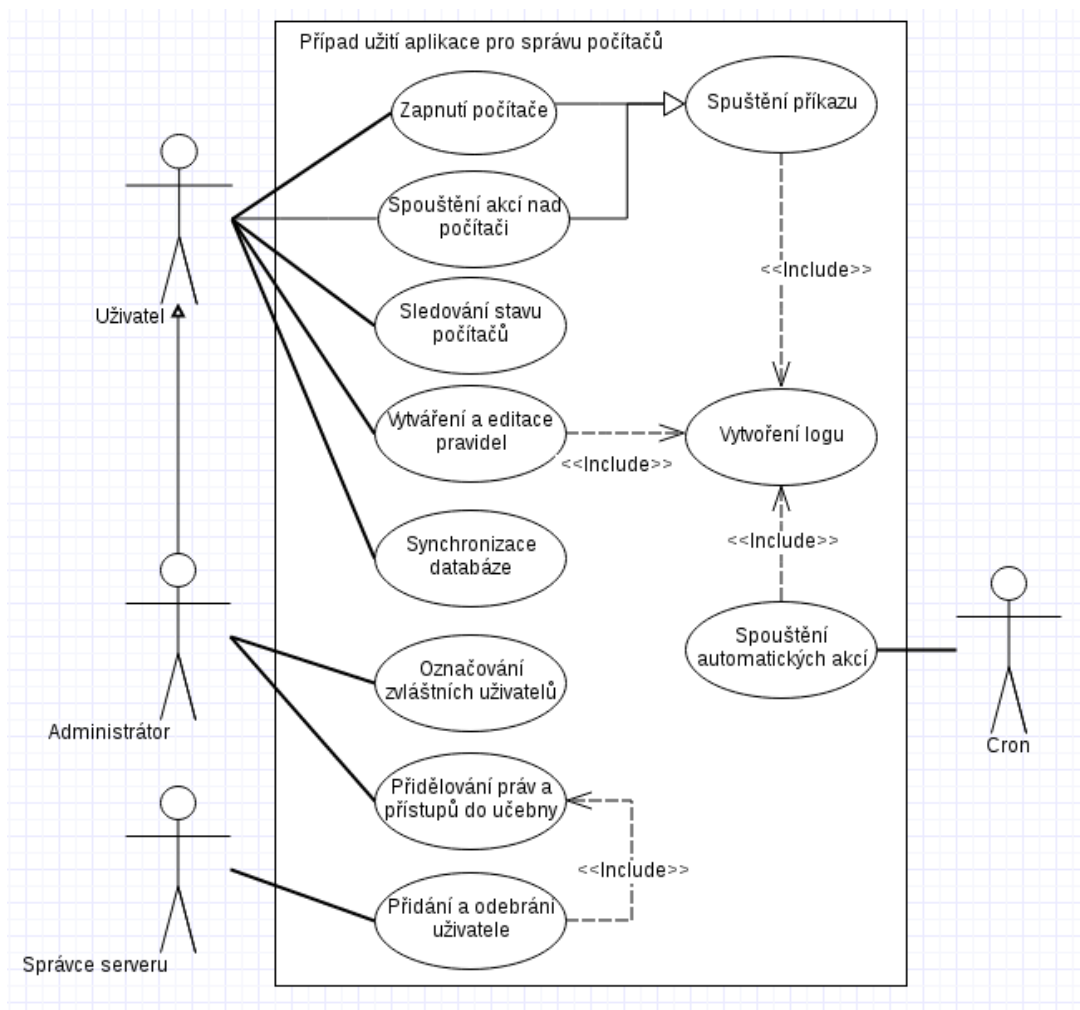 Případ užití aplikace pro správu počítačů
Zapnutí počítače
Spuštění příkazu
Spouštění akcí nad
počítači
<<Include>>
Uživatel
Sledování stavu
počítačů
Vytváření a editace
pravidel
<<Include>>
Vytvoření logu
Synchronizace
databáze
<<Include>>
Spouštění
automatických akcí
Označování
zvláštních uživatelů
Administrátor
Cron
Přidělování práv a
přístupů do učebny
<<Include>>
Přidání a odebrání
uživatele
Správce serveru